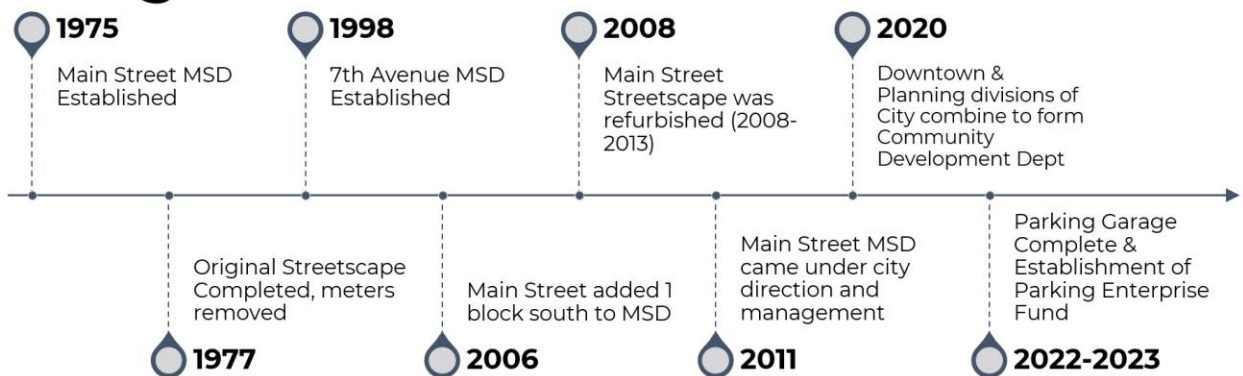 1975
Main Street MSD
Established
1998
7th Avenue MSD
Established
2008
Main Street
Streetscape was
refurbished (2008-
2013)
2020
Downtown &
Planning divisions of
City combine to form
Community
Development Dept
Original Streetscape
Completed, meters
removed
1977
Main Street added 1
block south to MSD
2006
Main Street MSD
came under city
direction and
management
2011
Parking Garage
Complete &
Establishment of
Parking Enterprise
Fund
2022-2023